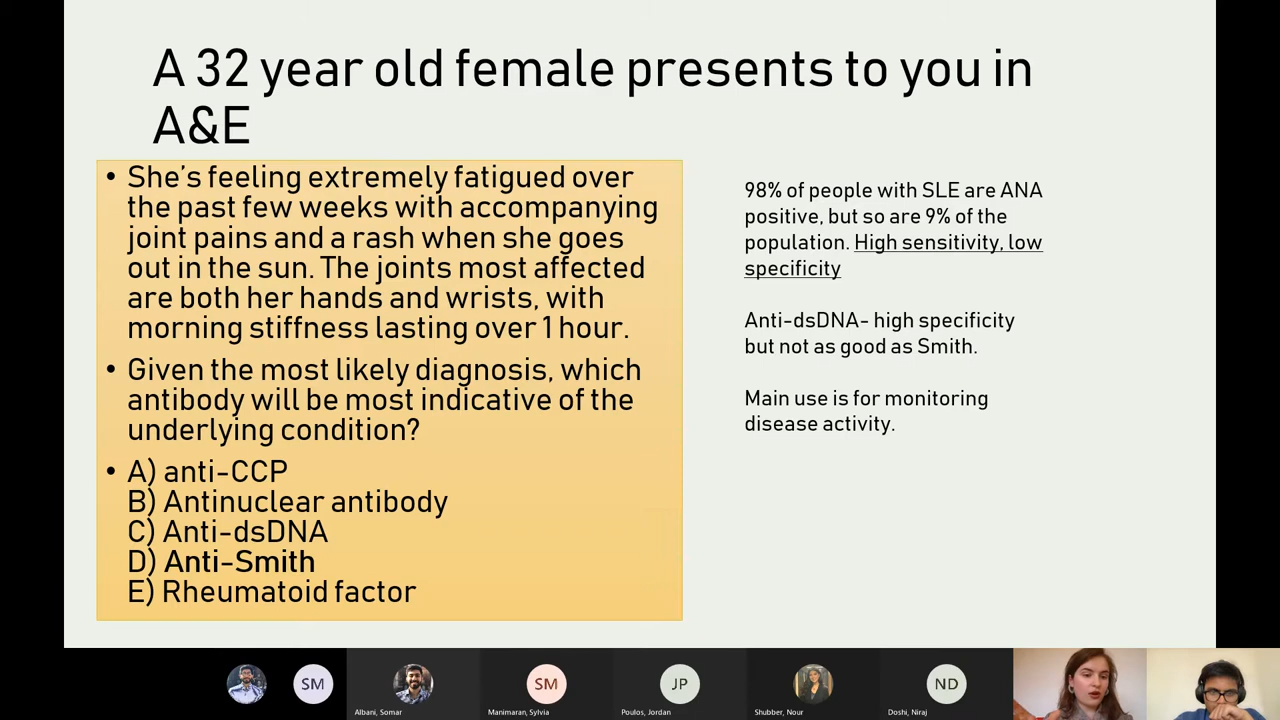 A 32 year old female presents to you in
A&E
• She's feeling extremely fatigued over
the past few weeks with accompanying
joint pains and a rash when she goes
out in the sun. The joints most affected
are both her hands and wrists, with
morning stiffness lasting over 1 hour.
• Given the most likely diagnosis, which
antibody will be most indicative of the
underlying condition?
• A) anti-CCP
B) Antinuclear antibody
C) Anti-dsDNA
D) Anti-Smith
E) Rheumatoid factor
98% of people with SLE are ANA
positive, but so are 9% of the
population. High sensitivity, low
specificity
Anti-dsDNA- high specificity
but not as good as Smith.
Main use is for monitoring
disease activity.
SM
SM
JP
ND
Albani, Somar
Manimaran, Sylvia
Poulos, Jordan
Shubber, Nour
Doshi, Niraj